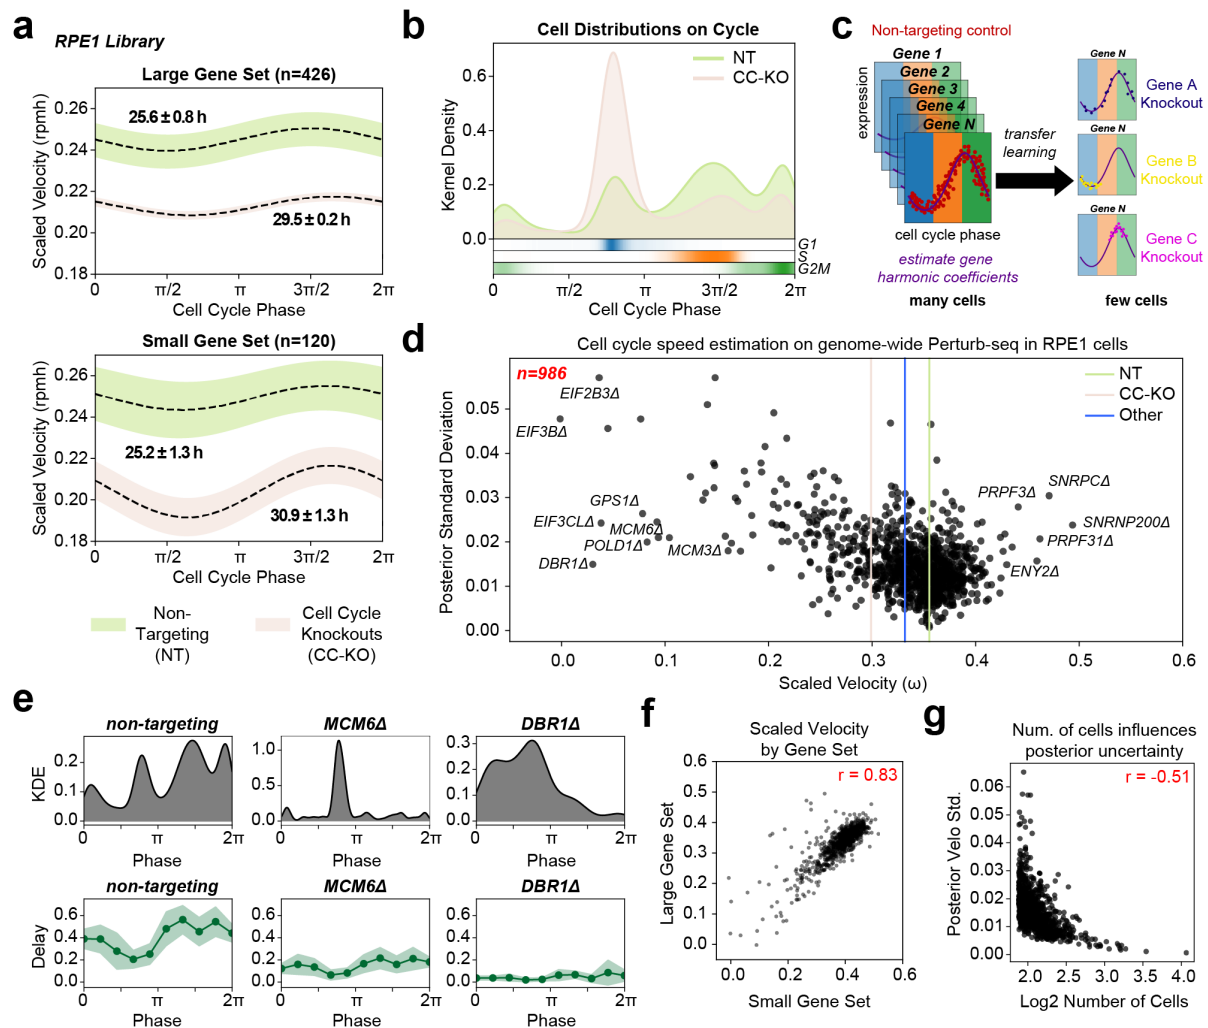 a
RPE1 Library
Large Gene Set (n=426)
Scaled Velocity (rpmh)
0.26
0.24
0.22
0.20
0.18
25.6 ± 0.8 h
29.5 ± 0.2 h
0 π/2 π 3π/2 2π
Cell Cycle Phase
Small Gene Set (n=120)
Scaled Velocity (rpmh)
0.26
0.24
0.22
0.20
0.18
25.2 ± 1.3 h
30.9 ± 1.3 h
0 π/2 π 3π/2 2π
Cell Cycle Phase
Non-
Targeting
(NT)
Cell Cycle
Knockouts
(CC-KO)
b
Cell Distributions on Cycle
Kernel Density
0.6
0.4
0.2
0.0
NT
CC-KO
G1
S
G2M
0 π/2 π 3π/2 2π
Cell Cycle Phase
c
Non-targeting control
expression
Gene 1
Gene 2
Gene 3
Gene 4
Gene N
cell cycle phase
estimate gene
harmonic coefficients
many cells
transfer
learning
Gene N
Gene A
Knockout
Gene N
Gene B
Knockout
Gene N
Gene C
Knockout
few cells
d
Cell cycle speed estimation on genome-wide Perturb-seq in RPE1 cells
n=986
Posterior Standard Deviation
0.05
0.04
0.03
0.02
0.01
0.00
NT
CC-KO
Other
EIF2B3Δ
EIF3BΔ
GPS1Δ
EIF3CLΔ
MCM6Δ
POLD1Δ
MCM3Δ
DBR1Δ
SNRPCΔ
PRPF3Δ
SNRNP200Δ
PRPF31Δ
ENY2Δ
0.0 0.1 0.2 0.3 0.4 0.5 0.6
Scaled Velocity (ω)
e
non-targeting
KDE
0.2
0.1
0.0
0 π 2π
Phase
MCM6Δ
1.0
0.5
0.0
0 π 2π
Phase
DBR1Δ
0.3
0.2
0.1
0.0
0 π 2π
Phase
non-targeting
Delay
0.6
0.4
0.2
0.0
0 π 2π
Phase
MCM6Δ
0.6
0.4
0.2
0.0
0 π 2π
Phase
DBR1Δ
0.6
0.4
0.2
0.0
0 π 2π
Phase
f
Scaled Velocity
by Gene Set
r = 0.83
Large Gene Set
0.6
0.5
0.4
0.3
0.2
0.1
0.0
0.0 0.2 0.4 0.6
Small Gene Set
g
Num. of cells influences
posterior uncertainty
r = -0.51
Posterior Velo Std.
0.06
0.05
0.04
0.03
0.02
0.01
0.00
2.0 2.5 3.0 3.5 4.0
Log2 Number of Cells